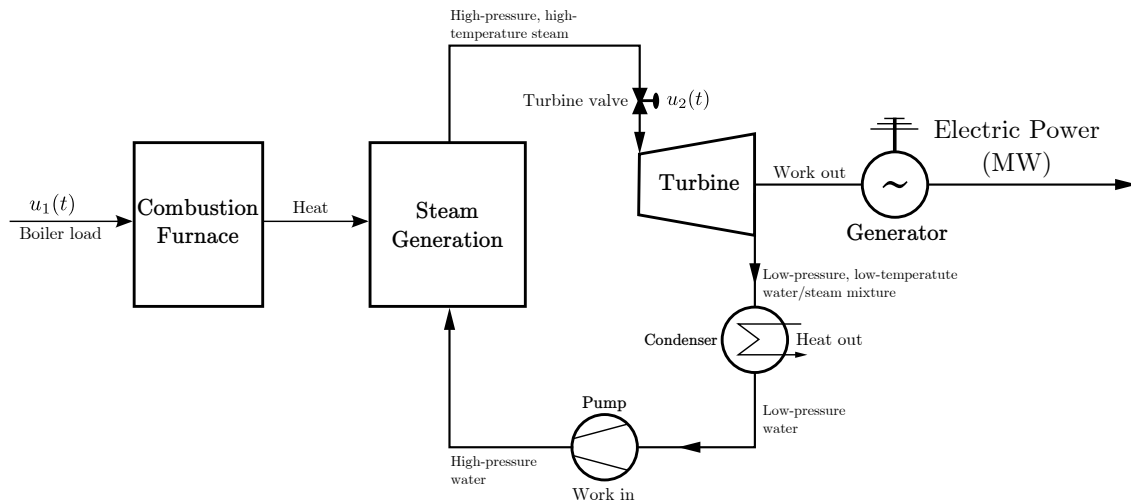 High-pressure, high-
temperature steam
Turbine valve
u₂(t)
Electric Power
(MW)
Turbine
Work out
~
Generator
u₁(t)
Boiler load
Combustion
Furnace
Heat
Steam
Generation
Low-pressure, low-temperatute
water/steam mixture
Condenser
Heat out
Pump
Low-pressure
water
High-pressure
water
Work in